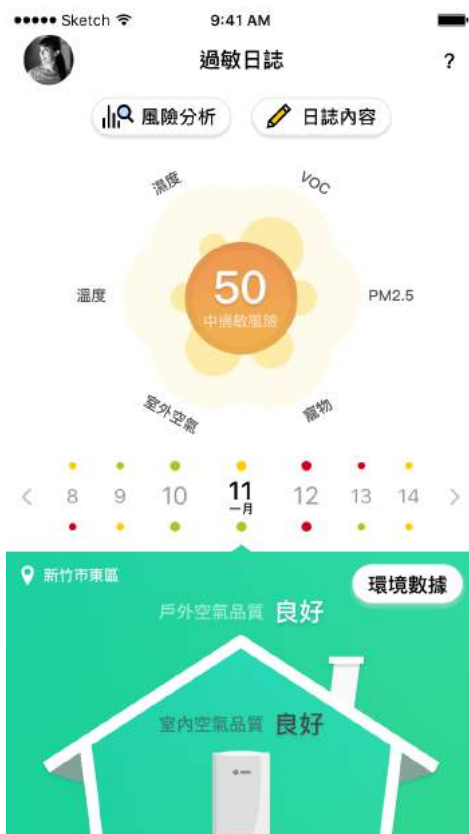 Sketch 9:41 AM
過敏日誌 ?
風險分析 日誌內容
濕度 VOC
溫度 PM2.5
50
中過敏風險
室外空氣 寵物
< 8 9 10 11 12 13 14 >
一月
新竹市東區 環境數據
戶外空氣品質 良好
室內空氣品質 良好